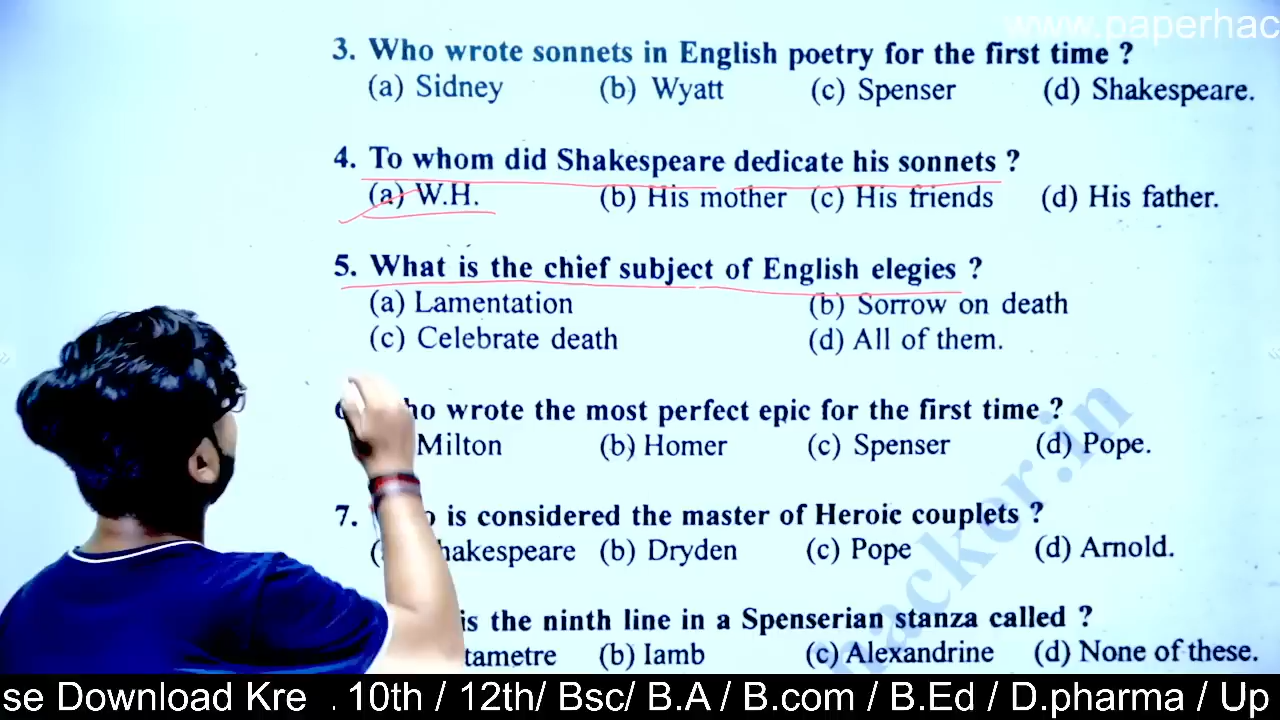 www.paperhac
3. Who wrote sonnets in English poetry for the first time ?
(a) Sidney (b) Wyatt (c) Spenser (d) Shakespeare.
4. To whom did Shakespeare dedicate his sonnets ?
(a) W.H. (b) His mother (c) His friends (d) His father.
5. What is the chief subject of English elegies ?
(a) Lamentation (b) Sorrow on death
(c) Celebrate death (d) All of them.
wrote the most perfect epic for the first time ?
Milton (b) Homer (c) Spenser (d) Pope.
7. is considered the master of Heroic couplets ?
hakespeare (b) Dryden (c) Pope (d) Arnold.
is the ninth line in a Spenserian stanza called ?
tametre (b) Iamb (c) Alexandrine (d) None of these.
hacker.in
se Download Kre . 10th / 12th/ Bsc/ B.A / B.com / B.Ed / D.pharma / Up